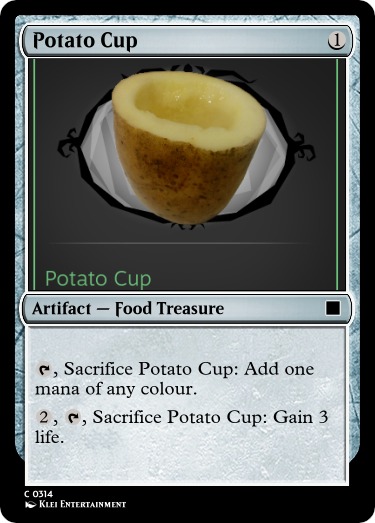 Potato Cup 1
Potato Cup
Artifact — Food Treasure
, Sacrifice Potato Cup: Add one
mana of any colour.
2, , Sacrifice Potato Cup: Gain 3
life.
C 0314
Klei Entertainment